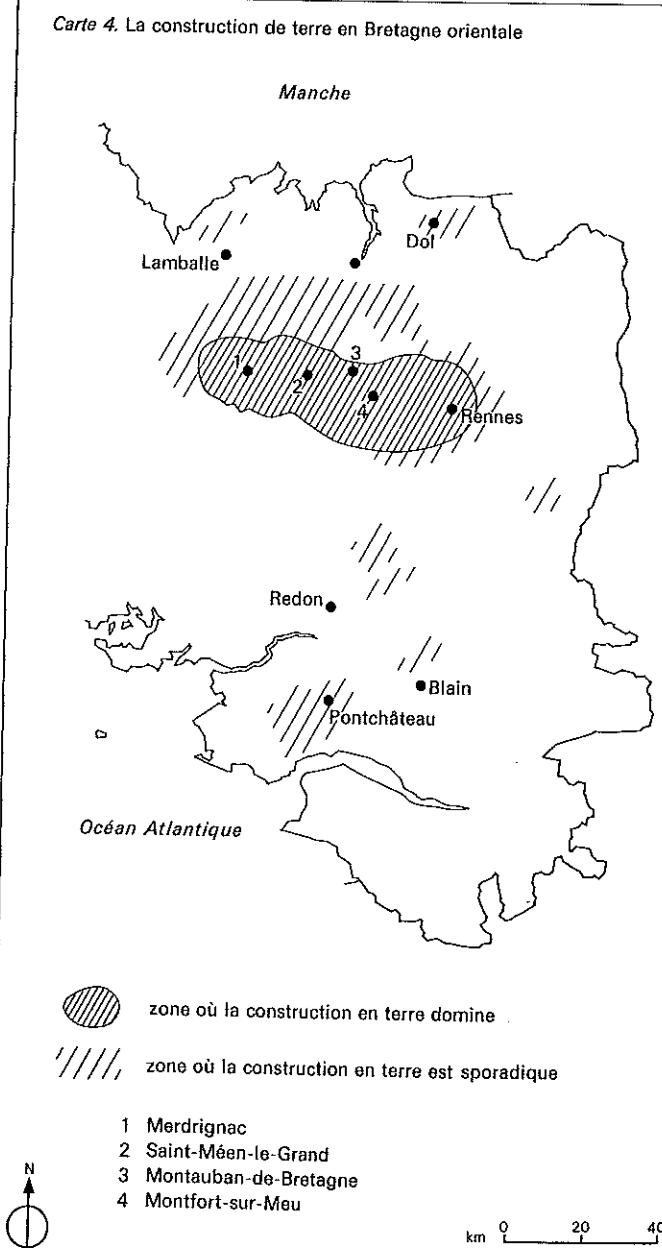 Carte 4. La construction de terre en Bretagne orientale
Manche
Dol
Lamballe
3
1
2
4
Rennes
Redon
Blain
Pontchâteau
Océan Atlantique
zone où la construction en terre domine
zone où la construction en terre est sporadique
1 Merdrignac
2 Saint-Méen-le-Grand
3 Montauban-de-Bretagne
4 Montfort-sur-Meu
N
km 0 20 40